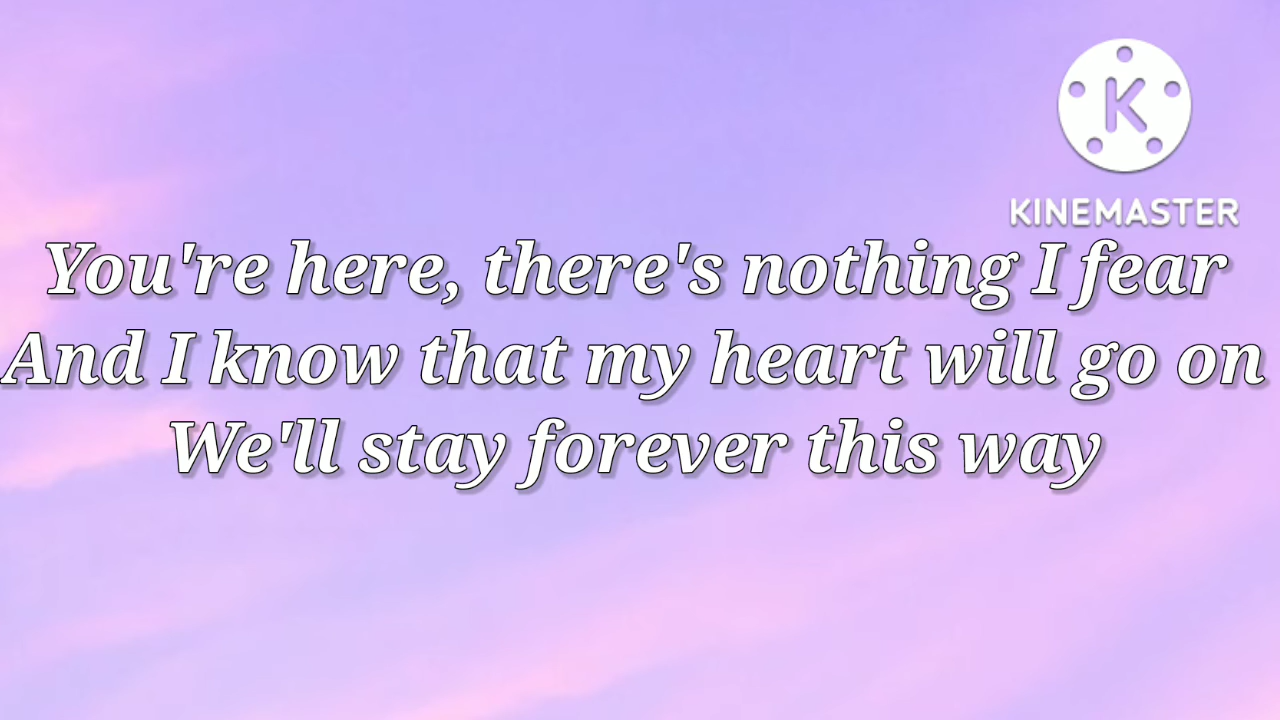 K
KINEMASTER
You're here, there's nothing I fear
And I know that my heart will go on
We'll stay forever this way